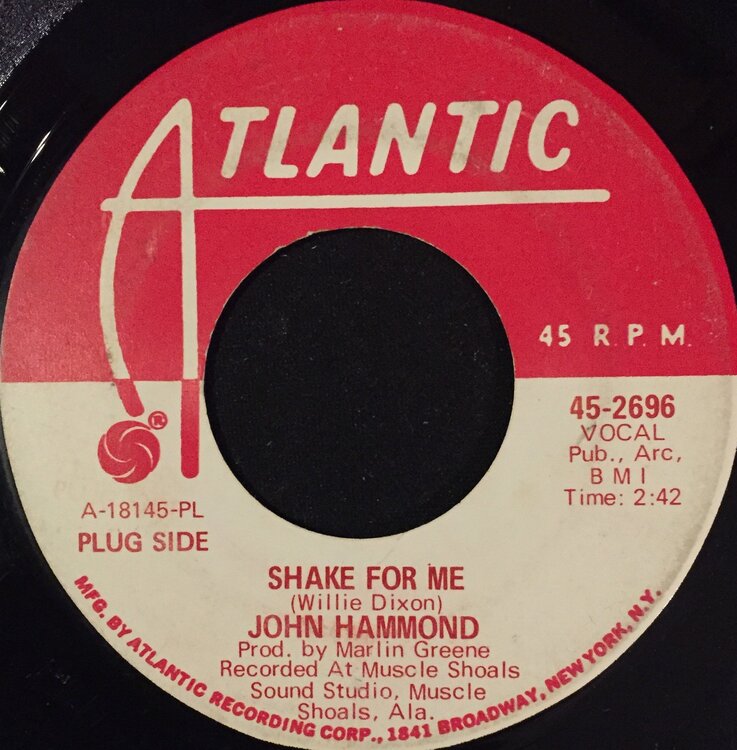 ATLANTIC
45 R.P.M.
®
45-2696
VOCAL
Pub., Arc,
BMI
Time: 2:42
A-18145-PL
PLUG SIDE
SHAKE FOR ME
(Willie Dixon)
JOHN HAMMOND
Prod. by Marlin Greene
Recorded At Muscle Shoals
Sound Studio, Muscle
Shoals, Ala.
MFG. BY ATLANTIC RECORDING CORP., 1841 BROADWAY, NEW YORK, N.Y.